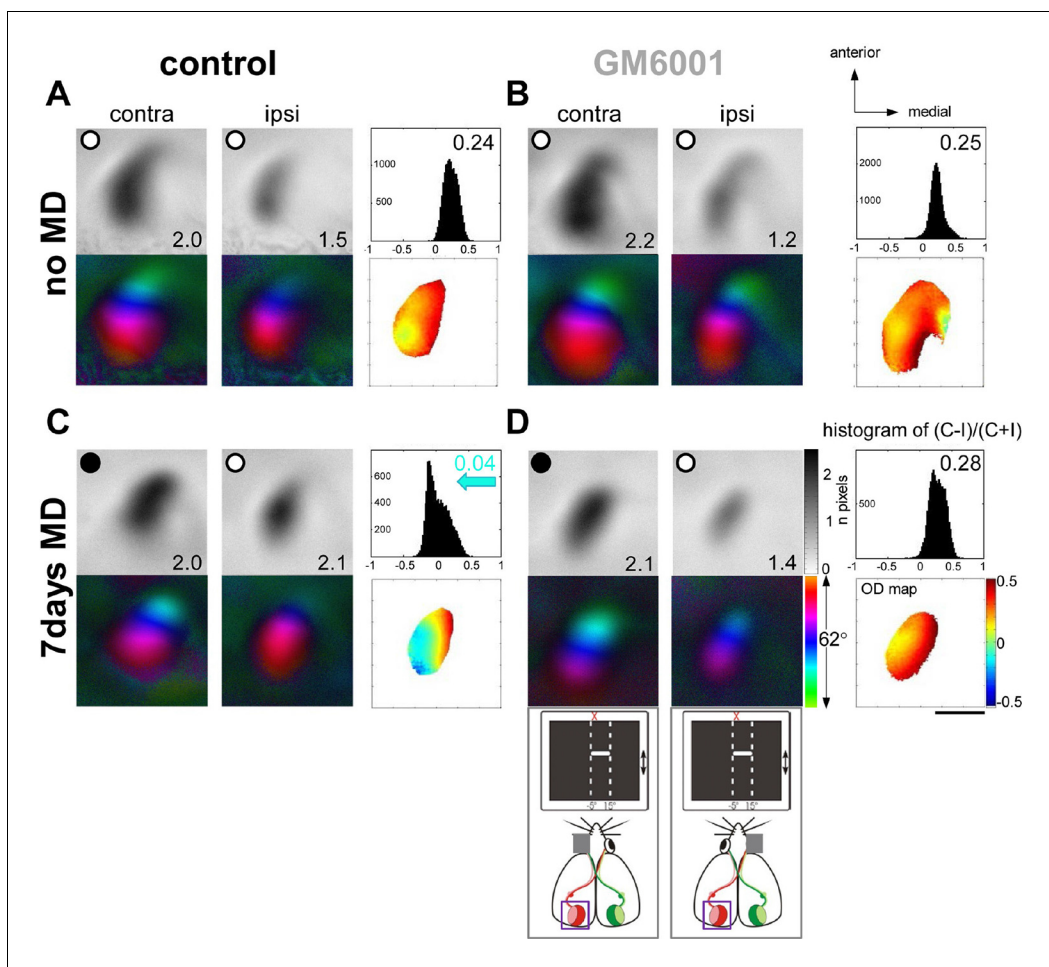 control
GM6001
anterior
medial
A
contra
ipsi
B
contra
ipsi
no MD
2.0
1.5
0.24
1000
500
-1
-0.5
0
0.5
1
2.2
1.2
0.25
2000
1000
-1
-0.5
0
0.5
1
C
D
histogram of (C-I)/(C+I)
7days MD
2.0
2.1
0.04
600
400
200
-1
-0.5
0
0.5
1
2.1
1.4
2
1
0
n pixels
0.28
500
-1
-0.5
0
0.5
1
62°
OD map
0.5
0
-0.5
X
-5° 15°
X
-5° 15°